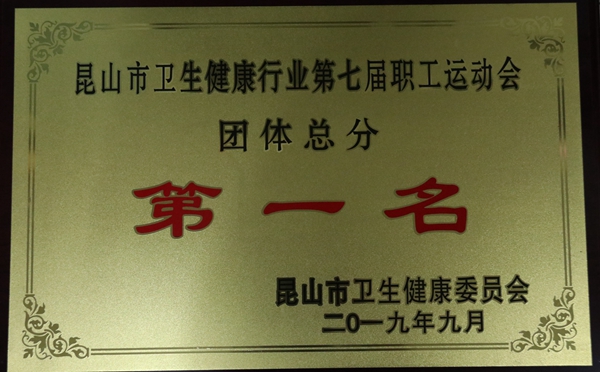 昆山市卫生健康行业第七届职工运动会
团体总分
第一名
昆山市卫生健康委员会
二0一九年九月